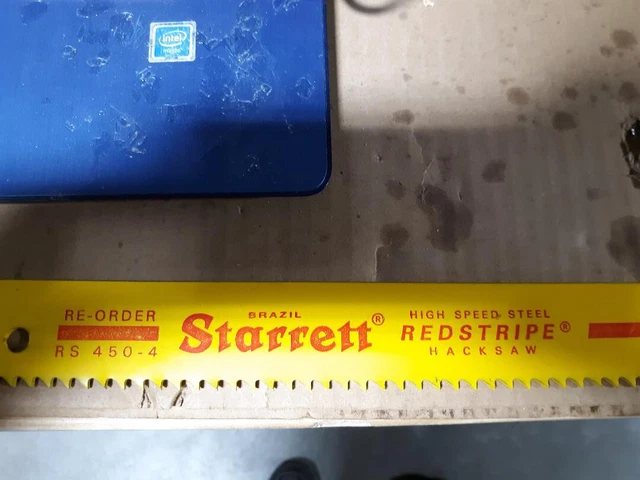 intel
RE-ORDER
RS 450-4
BRAZIL
Starrett®
HIGH SPEED STEEL
REDSTRIPE®
HACKSAW